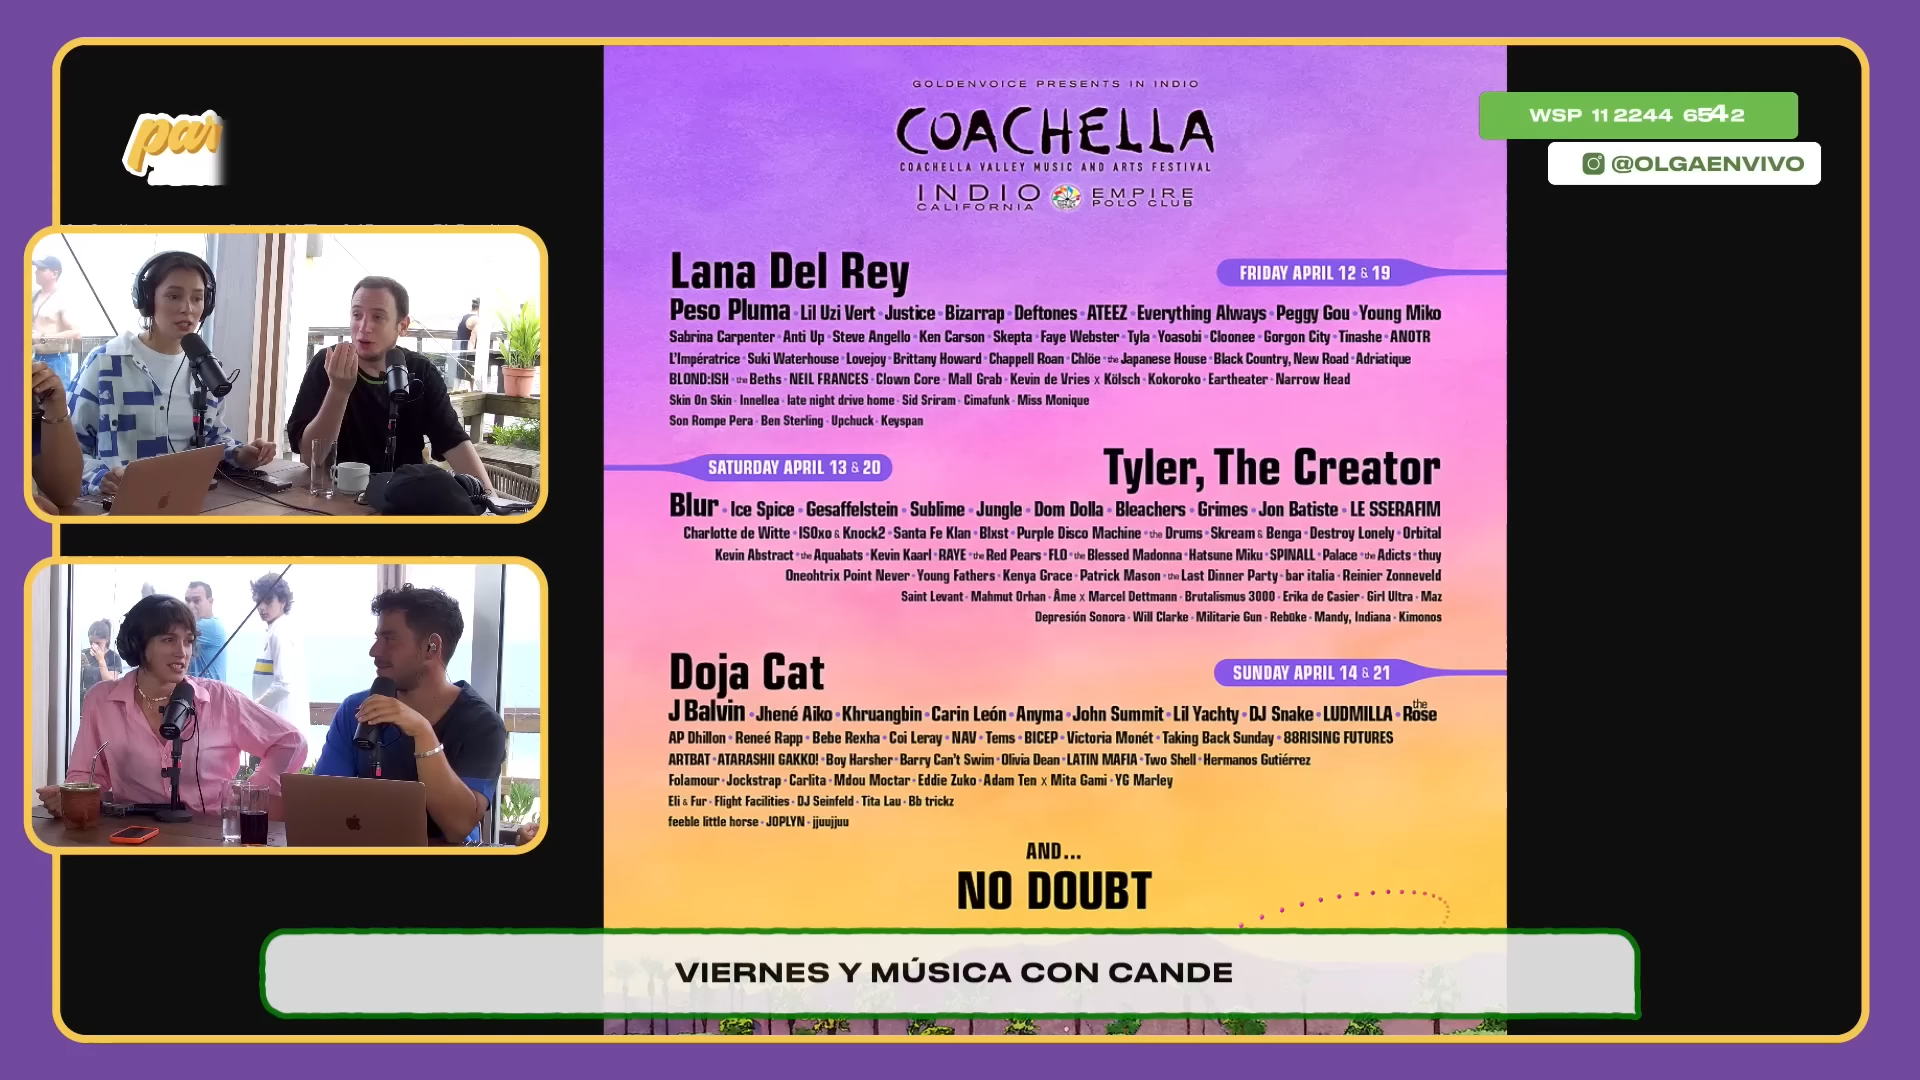 par
WSP 11 2244 6542
@OLGAENVIVO
GOLDENVOICE PRESENTS IN INDIO
COACHELLA
COACHELLA VALLEY MUSIC AND ARTS FESTIVAL
INDIO CALIFORNIA EMPIRE POLO CLUB
Lana Del Rey
FRIDAY APRIL 12 & 19
Peso Pluma • Lil Uzi Vert • Justice • Bizarrap • Deftones • ATEEZ • Everything Always • Peggy Gou • Young Miko
Sabrina Carpenter • Anti Up • Steve Angello • Ken Carson • Skepta • Faye Webster • Tyla • Yoasobi • Cloonee • Gorgon City • Tinashe • ANOTR
L'Impératrice • Suki Waterhouse • Lovejoy • Brittany Howard • Chappell Roan • Chlöe • the Japanese House • Black Country, New Road • Adriatique
BLOND:ISH • the Beths • NEIL FRANCES • Clown Core • Mall Grab • Kevin de Vries x Kölsch • Kokoroko • Eartheater • Narrow Head
Skin On Skin • Innellea • late night drive home • Sid Sriram • Cimafunk • Miss Monique
Son Rompe Pera • Ben Sterling • Upchuck • Keyspan
SATURDAY APRIL 13 & 20
Tyler, The Creator
Blur • Ice Spice • Gesaffelstein • Sublime • Jungle • Dom Dolla • Bleachers • Grimes • Jon Batiste • LE SSERAFIM
Charlotte de Witte • ISOxo & Knock2 • Santa Fe Klan • Blxst • Purple Disco Machine • the Drums • Skream & Benga • Destroy Lonely • Orbital
Kevin Abstract • the Aquabats • Kevin Kaarl • RAYE • the Red Pears • FLO • the Blessed Madonna • Hatsune Miku • SPINALL • Palace • the Adicts • thuy
Oneohtrix Point Never • Young Fathers • Kenya Grace • Patrick Mason • the Last Dinner Party • bar italia • Reinier Zonneveld
Saint Levant • Mahmut Orhan • Âme x Marcel Dettmann • Brutalismus 3000 • Erika de Casier • Girl Ultra • Maz
Depresión Sonora • Will Clarke • Militarie Gun • Rebūke • Mandy, Indiana • Kimonos
Doja Cat
SUNDAY APRIL 14 & 21
J Balvin • Jhené Aiko • Khruangbin • Carin León • Anyma • John Summit • Lil Yachty • DJ Snake • LUDMILLA • the Rose
AP Dhillon • Reneé Rapp • Bebe Rexha • Coi Leray • NAV • Tems • BICEP • Victoria Monét • Taking Back Sunday • 88RISING FUTURES
ARTBAT • ATARASHII GAKKO! • Boy Harsher • Barry Can't Swim • Olivia Dean • LATIN MAFIA • Two Shell • Hermanos Gutiérrez
Folamour • Jockstrap • Carlita • Mdou Moctar • Eddie Zuko • Adam Ten x Mita Gami • YG Marley
Eli & Fur • Flight Facilities • DJ Seinfeld • Tita Lau • Bb trickz
feeble little horse • JOPLYN • jjuujjuu
AND...
NO DOUBT
VIERNES Y MÚSICA CON CANDE